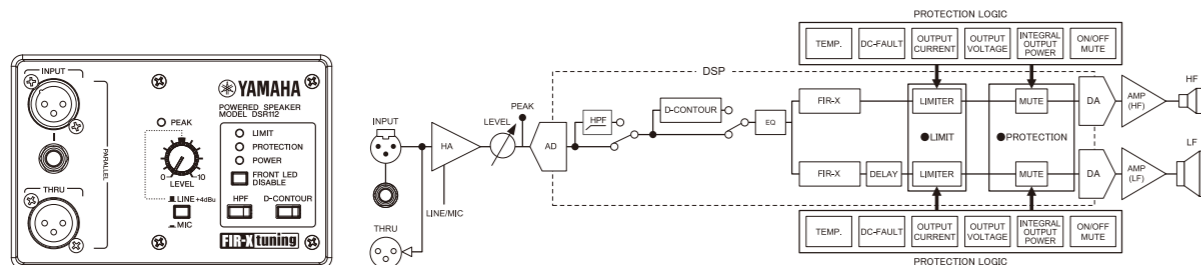 INPUT
PARALLEL
THRU
PEAK
0
10
LEVEL
LINE +4dBu
MIC
YAMAHA
POWERED SPEAKER
MODEL DSR112
LIMIT
PROTECTION
POWER
FRONT LED
DISABLE
HPF
D-CONTOUR
FIR-X tuning
INPUT
THRU
HA
LINE/MIC
LEVEL
PEAK
AD
DSP
HPF
D-CONTOUR
EQ
FIR-X
FIR-X
DELAY
PROTECTION LOGIC
TEMP.
DC-FAULT
OUTPUT
CURRENT
OUTPUT
VOLTAGE
INTEGRAL
OUTPUT
POWER
ON/OFF
MUTE
LIMITER
LIMIT
LIMITER
MUTE
PROTECTION
MUTE
DA
AMP
(HF)
HF
DA
AMP
(LF)
LF
TEMP.
DC-FAULT
OUTPUT
CURRENT
OUTPUT
VOLTAGE
INTEGRAL
OUTPUT
POWER
ON/OFF
MUTE
PROTECTION LOGIC